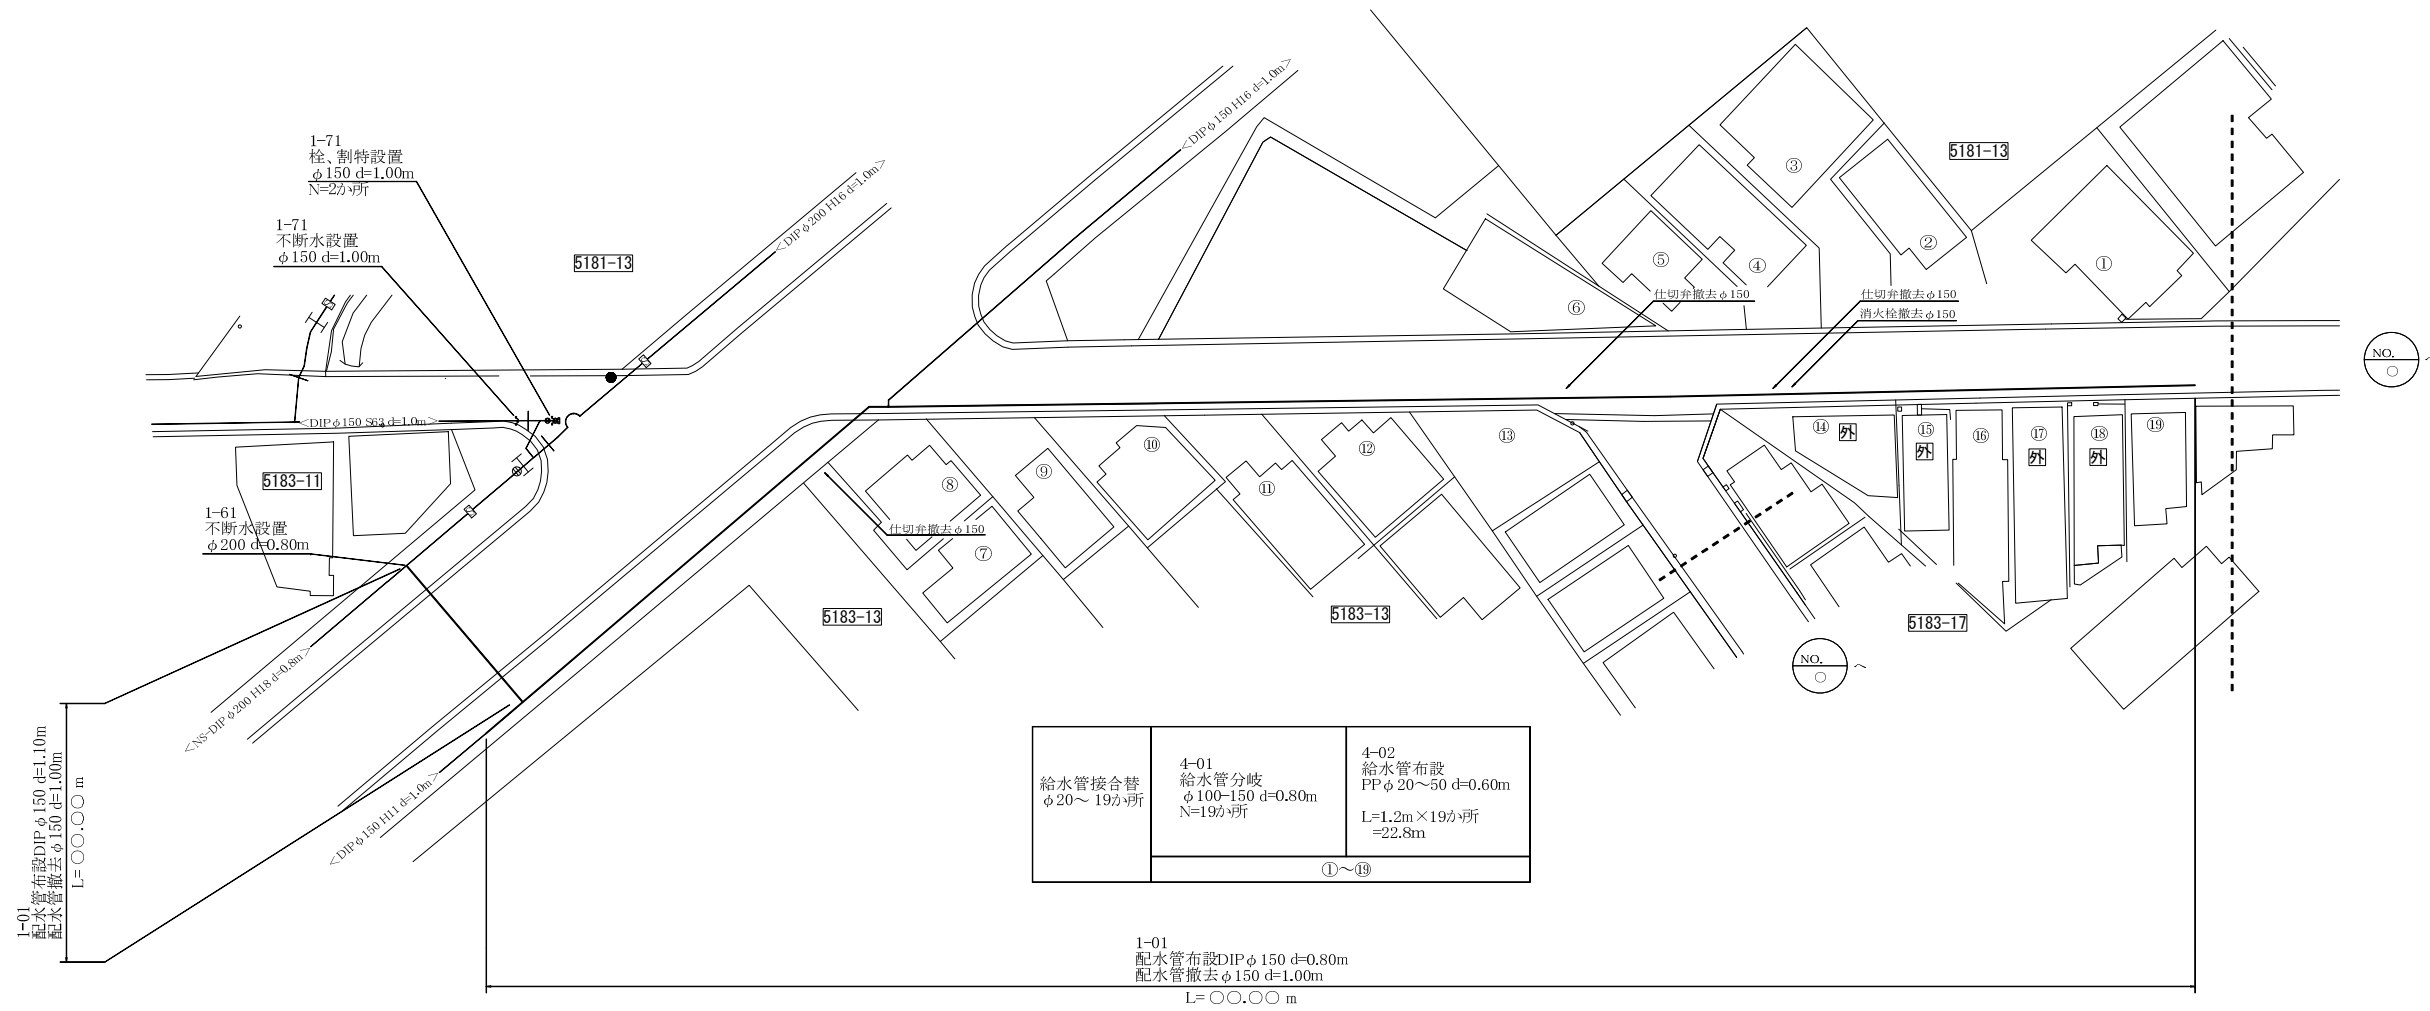 1-71
栓、割特設置
φ150 d=1.00m
N=2か所
1-71
不断水設置
φ150 d=1.00m
5181-13
<DIPφ200 H16 d=1.0m>
<DIPφ150 H16 d=1.0m>
5181-13
③
②
①
⑤
④
⑥
仕切弁撤去φ150
仕切弁撤去φ150
消火栓撤去φ150
NO.
○
へ
<DIPφ150 S63 d=1.0m>
5183-11
1-61
不断水設置
φ200 d=0.80m
⑧
⑨
⑩
⑪
⑫
⑬
⑭
外
⑮
外
⑯
⑰
外
⑱
外
⑲
仕切弁撤去φ150
⑦
5183-13
5183-13
5183-17
NO.
○
へ
<NS-DIPφ200 H18 d=0.8m>
<DIPφ150 H11 d=1.0m>
1-01
配水管布設DIPφ150 d=1.10m
配水管撤去φ150 d=1.00m
L=○○.○○ m
給水管接合替
φ20～ 19か所
4-01
給水管分岐
φ100-150 d=0.80m
N=19か所
4-02
給水管布設
PPφ20～50 d=0.60m
L=1.2m×19か所
=22.8m
①～⑲
1-01
配水管布設DIPφ150 d=0.80m
配水管撤去φ150 d=1.00m
L= ○○.○○ m